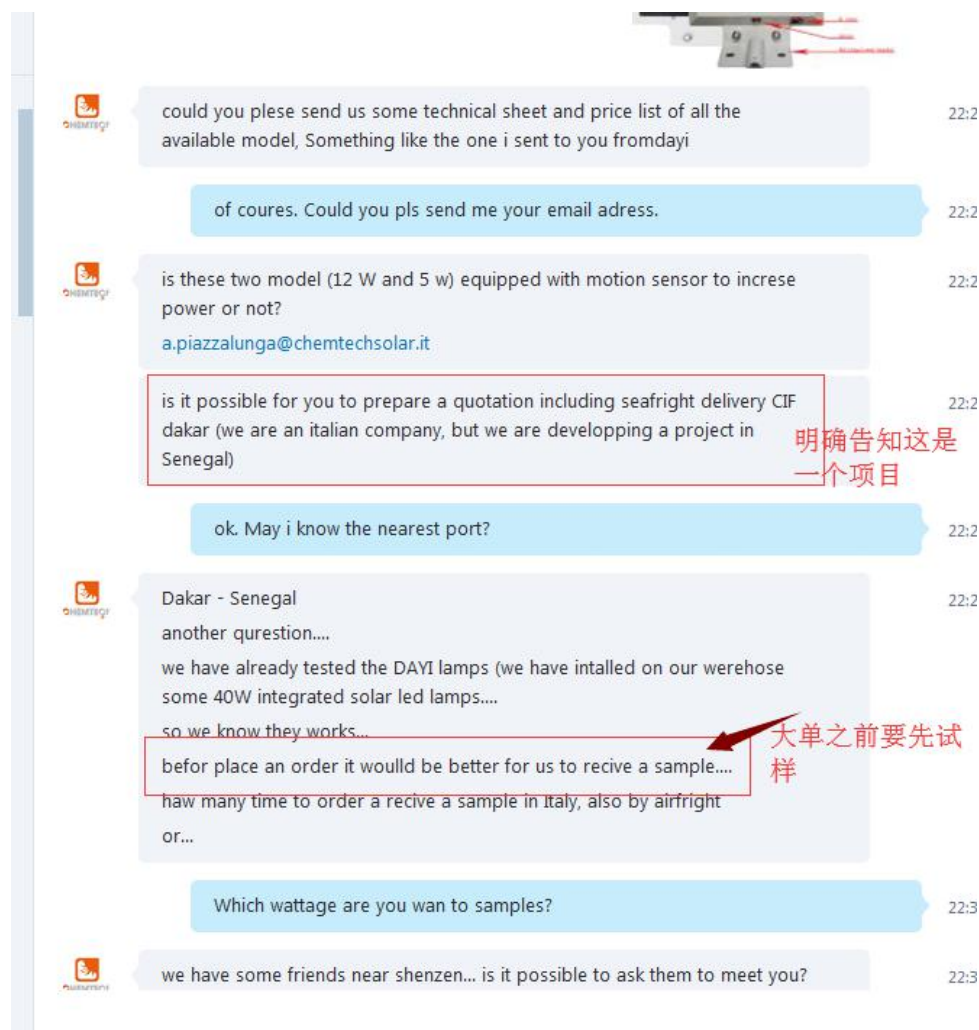 could you plese send us some technical sheet and price list of all the
available model, Something like the one i sent to you fromdayi
22:2
of coures. Could you pls send me your email adress.
22:2
is these two model (12 W and 5 w) equipped with motion sensor to increse
power or not?
22:2
a.piazzalunga@chemtechsolar.it
is it possible for you to prepare a quotation including seafright delivery CIF
dakar (we are an italian company, but we are developping a project in
Senegal)
22:2
明确告知这是
一个项目
ok. May i know the nearest port?
22:2
Dakar - Senegal
22:2
another qurestion....
we have already tested the DAYI lamps (we have intalled on our werehose
some 40W integrated solar led lamps....
so we know they works...
befor place an order it woulld be better for us to recive a sample....
大单之前要先试
样
haw many time to order a recive a sample in Italy, also by airfright
or...
Which wattage are you wan to samples?
22:3
we have some friends near shenzen... is it possible to ask them to meet you?
22:3